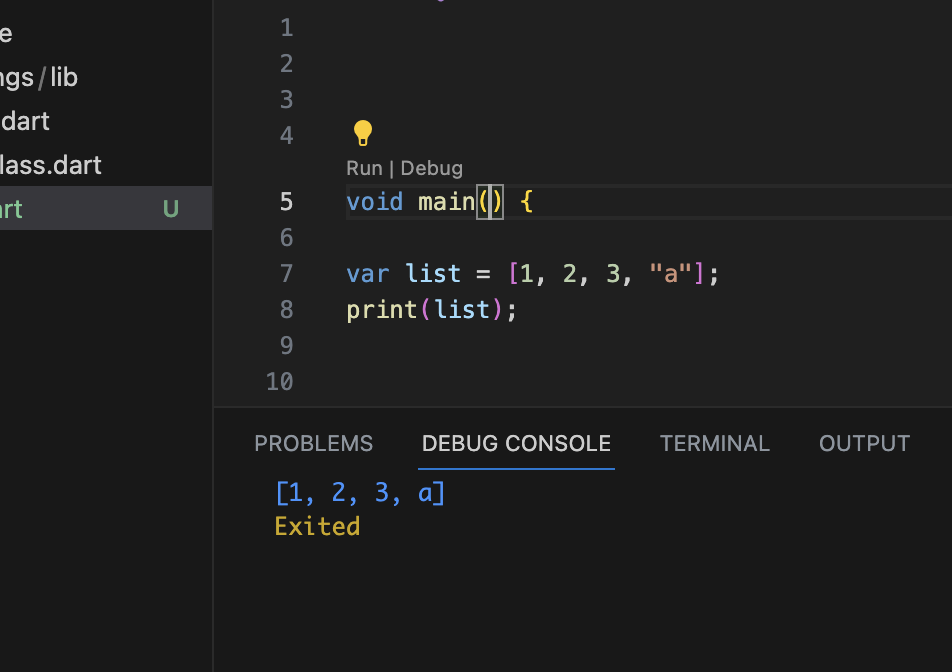 e
ngs/lib
dart
lass.dart
rt U
1
2
3
4
Run | Debug
5 void main() {
6
7 var list = [1, 2, 3, "a"];
8 print(list);
9
10
PROBLEMS DEBUG CONSOLE TERMINAL OUTPUT
[1, 2, 3, a]
Exited